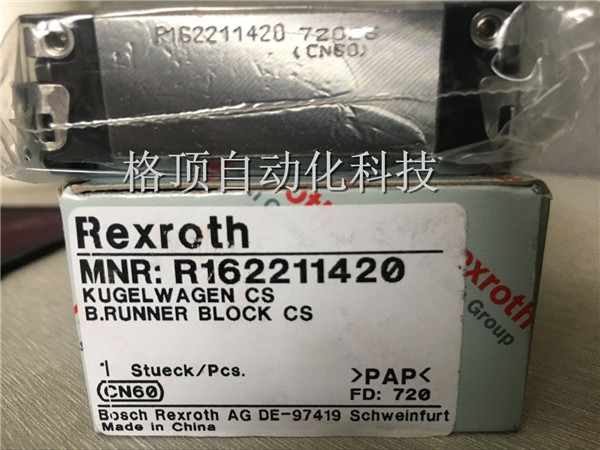 R162211420
(CN60)
格顶自动化科技
Rexroth
MNR: R162211420
KUGELWAGEN CS
B.RUNNER BLOCK CS
1 Stueck/Pcs.
>PAP<
CN60
FD: 720
Bosch Rexroth AG DE-97419 Schweinfurt
Made in China
exroth
Group